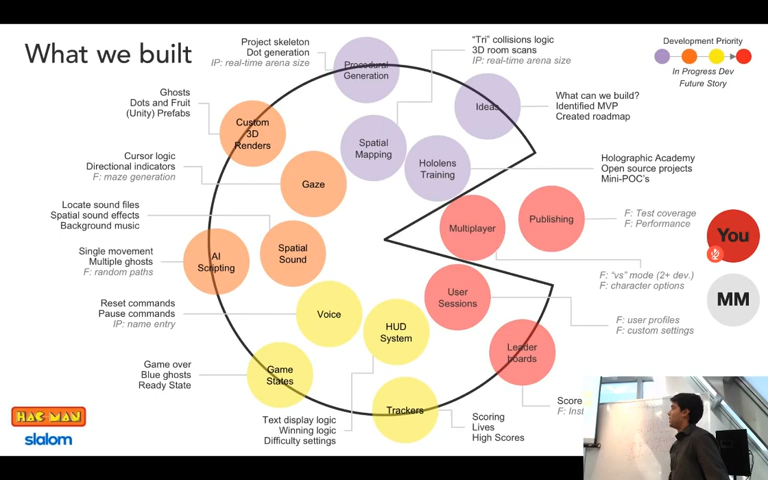 What we built
Project skeleton
Dot generation
IP: real-time arena size
Procedural
Generation
"Tri" collisions logic
3D room scans
IP: real-time arena size
Development Priority
In Progress Dev
Future Story
Ghosts
Dots and Fruit
(Unity) Prefabs
Custom
3D
Renders
Spatial
Mapping
Ideas
What can we build?
Identified MVP
Created roadmap
Cursor logic
Directional indicators
F: maze generation
Gaze
Hololens
Training
Holographic Academy
Open source projects
Mini-POC's
Locate sound files
Spatial sound effects
Background music
Multiplayer
Publishing
F: Test coverage
F: Performance
You
Single movement
Multiple ghosts
F: random paths
AI
Scripting
Spatial
Sound
F: "vs" mode (2+ dev.)
F: character options
MM
Reset commands
Pause commands
IP: name entry
Voice
HUD
System
User
Sessions
F: user profiles
F: custom settings
Game over
Blue ghosts
Ready State
Game
States
Leader
boards
Trackers
Score
F: Inst
HAC-MAN
slalom
Text display logic
Winning logic
Difficulty settings
Scoring
Lives
High Scores